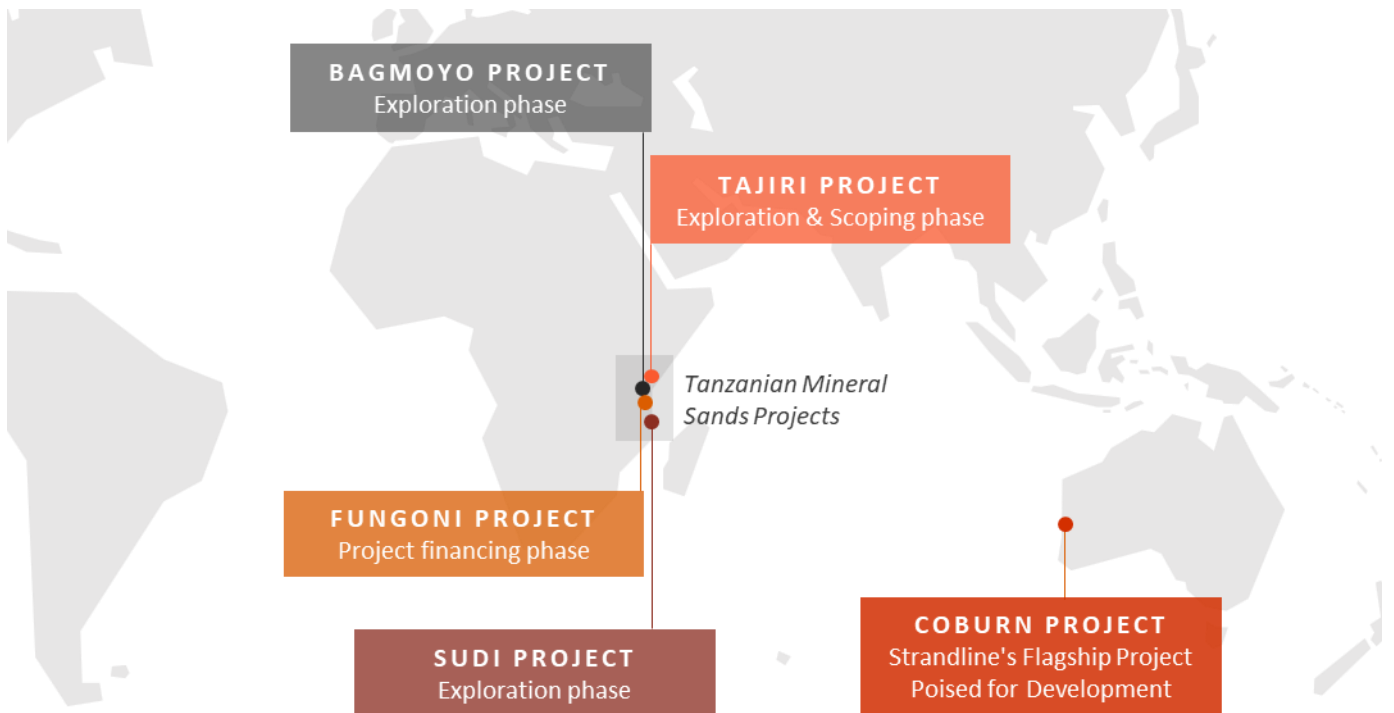 BAGMOYO PROJECT
Exploration phase
TAJIRI PROJECT
Exploration & Scoping phase
Tanzanian Mineral
Sands Projects
FUNGONI PROJECT
Project financing phase
COBURN PROJECT
Strandline's Flagship Project
Poised for Development
SUDI PROJECT
Exploration phase